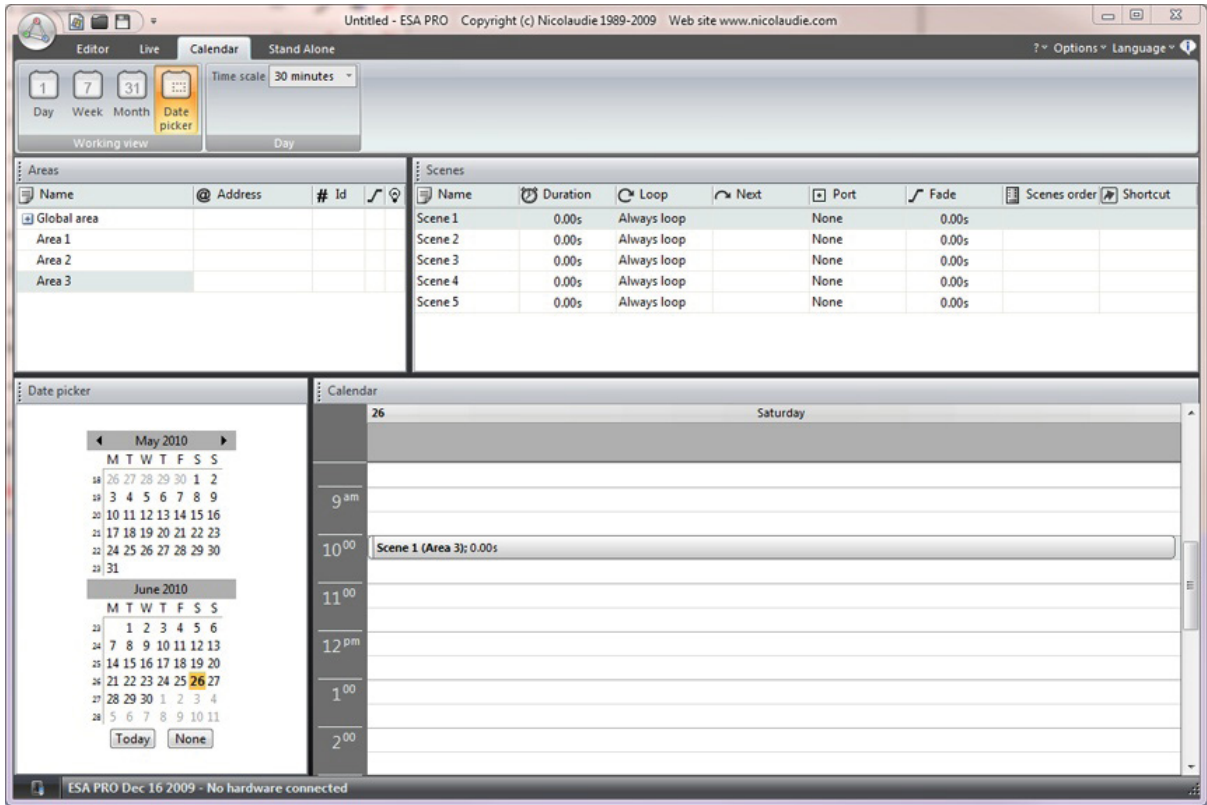 Untitled - ESA PRO Copyright (c) Nicolaudie 1989-2009 Web site www.nicolaudie.com
Editor Live Calendar Stand Alone ? Options Language
1 7 31 Time scale 30 minutes
Day Week Month Date picker
Working view Day
Areas
Name @ Address # Id
Global area
Area 1
Area 2
Area 3
Scenes
Name Duration Loop Next Port Fade Scenes order Shortcut
Scene 1 0.00s Always loop None 0.00s
Scene 2 0.00s Always loop None 0.00s
Scene 3 0.00s Always loop None 0.00s
Scene 4 0.00s Always loop None 0.00s
Scene 5 0.00s Always loop None 0.00s
Date picker
May 2010
M T W T F S S
18 26 27 28 29 30 1 2
19 3 4 5 6 7 8 9
20 10 11 12 13 14 15 16
21 17 18 19 20 21 22 23
22 24 25 26 27 28 29 30
23 31
June 2010
M T W T F S S
23 1 2 3 4 5 6
24 7 8 9 10 11 12 13
25 14 15 16 17 18 19 20
26 21 22 23 24 25 26 27
27 28 29 30 1 2 3 4
28 5 6 7 8 9 10 11
Today None
Calendar
26 Saturday
9 am
10 00 Scene 1 (Area 3); 0.00s
11 00
12 pm
1 00
2 00
ESA PRO Dec 16 2009 - No hardware connected